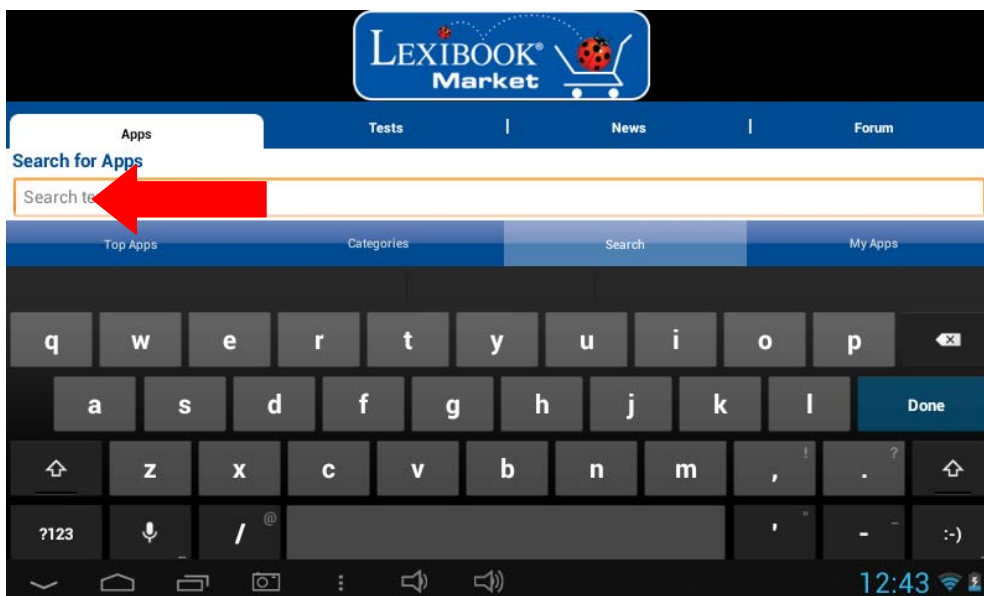 LEXIBOOK®
Market
Apps Tests | News | Forum
Search for Apps
Search te
Top Apps Categories Search My Apps
q w e r t y u i o p
a s d f g h j k l Done
z x c v b n m , ! . ?
?123 / @ ' " - _ :-)
12:43